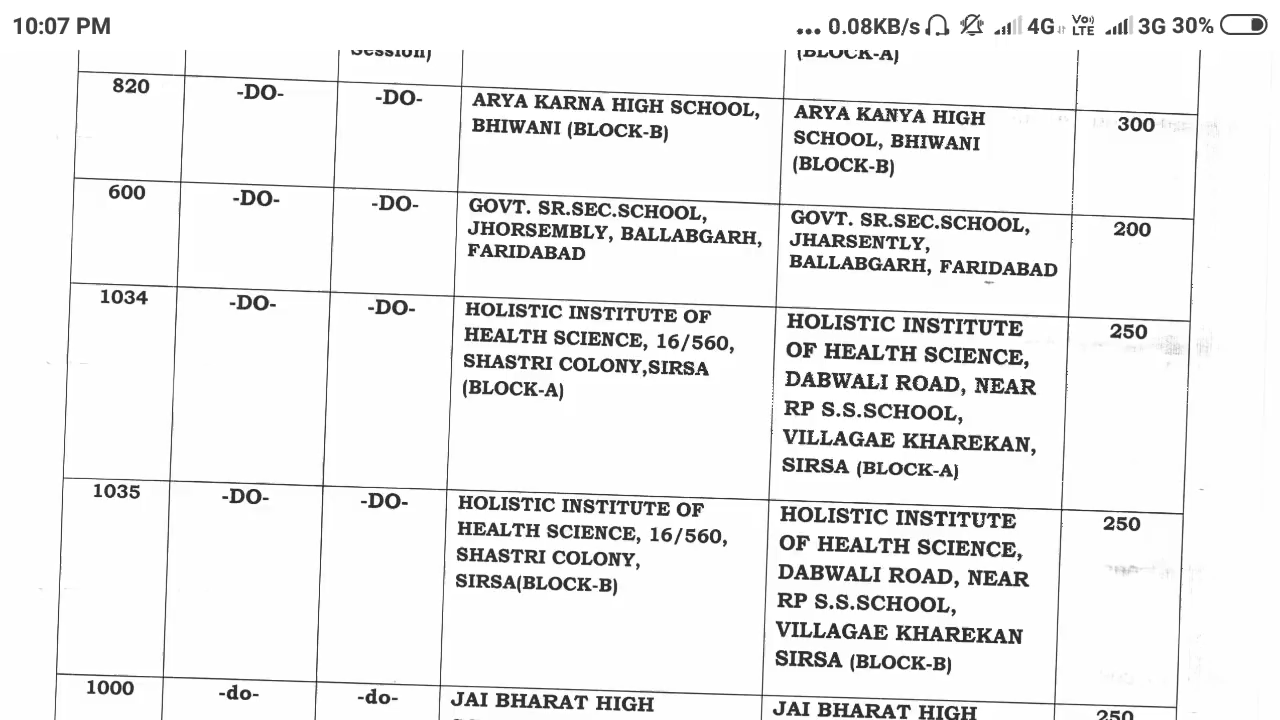 10:07 PM
... 0.08KB/s 4G VoLTE 3G 30%
Session)
(BLOCK-A)
820
-DO-
-DO-
ARYA KARNA HIGH SCHOOL,
BHIWANI (BLOCK-B)
ARYA KANYA HIGH
SCHOOL, BHIWANI
(BLOCK-B)
300
600
-DO-
-DO-
GOVT. SR.SEC.SCHOOL,
JHORSEMBLY, BALLABGARH,
FARIDABAD
GOVT. SR.SEC.SCHOOL,
JHARSENTLY,
BALLABGARH, FARIDABAD
200
1034
-DO-
-DO-
HOLISTIC INSTITUTE OF
HEALTH SCIENCE, 16/560,
SHASTRI COLONY,SIRSA
(BLOCK-A)
HOLISTIC INSTITUTE
OF HEALTH SCIENCE,
DABWALI ROAD, NEAR
RP S.S.SCHOOL,
VILLAGAE KHAREKAN,
SIRSA (BLOCK-A)
250
1035
-DO-
-DO-
HOLISTIC INSTITUTE OF
HEALTH SCIENCE, 16/560,
SHASTRI COLONY,
SIRSA(BLOCK-B)
HOLISTIC INSTITUTE
OF HEALTH SCIENCE,
DABWALI ROAD, NEAR
RP S.S.SCHOOL,
VILLAGAE KHAREKAN
SIRSA (BLOCK-B)
250
1000
-do-
-do-
JAI BHARAT HIGH
JAI BHARAT HIGH
250